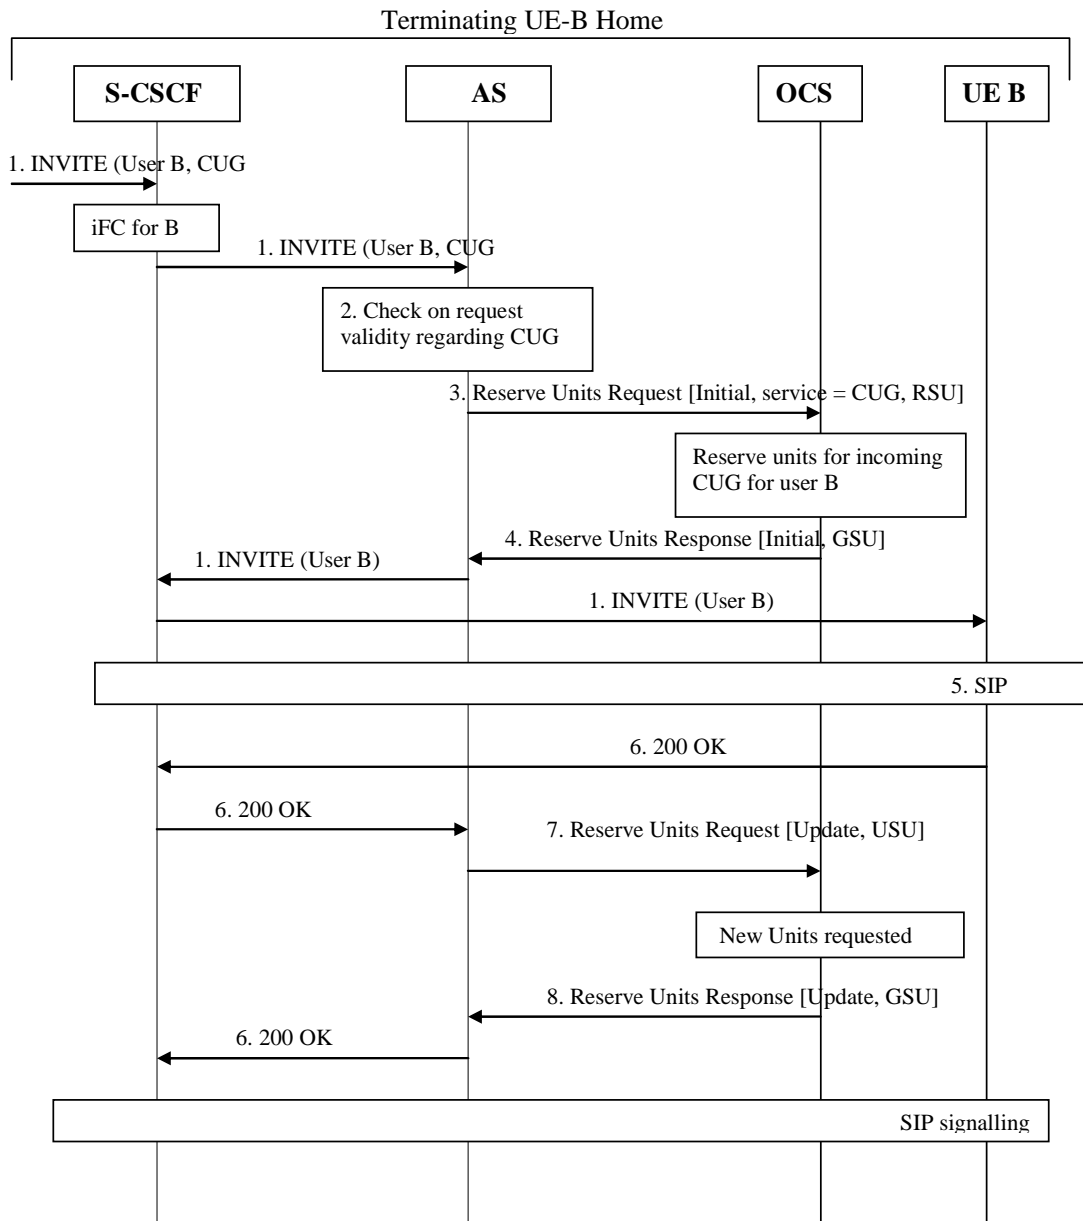 Terminating UE-B Home
S-CSCF
AS
OCS
UE B
1. INVITE (User B, CUG
iFC for B
1. INVITE (User B, CUG
2. Check on request
validity regarding CUG
3. Reserve Units Request [Initial, service = CUG, RSU]
Reserve units for incoming
CUG for user B
4. Reserve Units Response [Initial, GSU]
1. INVITE (User B)
1. INVITE (User B)
5. SIP
6. 200 OK
6. 200 OK
7. Reserve Units Request [Update, USU]
New Units requested
8. Reserve Units Response [Update, GSU]
6. 200 OK
SIP signalling